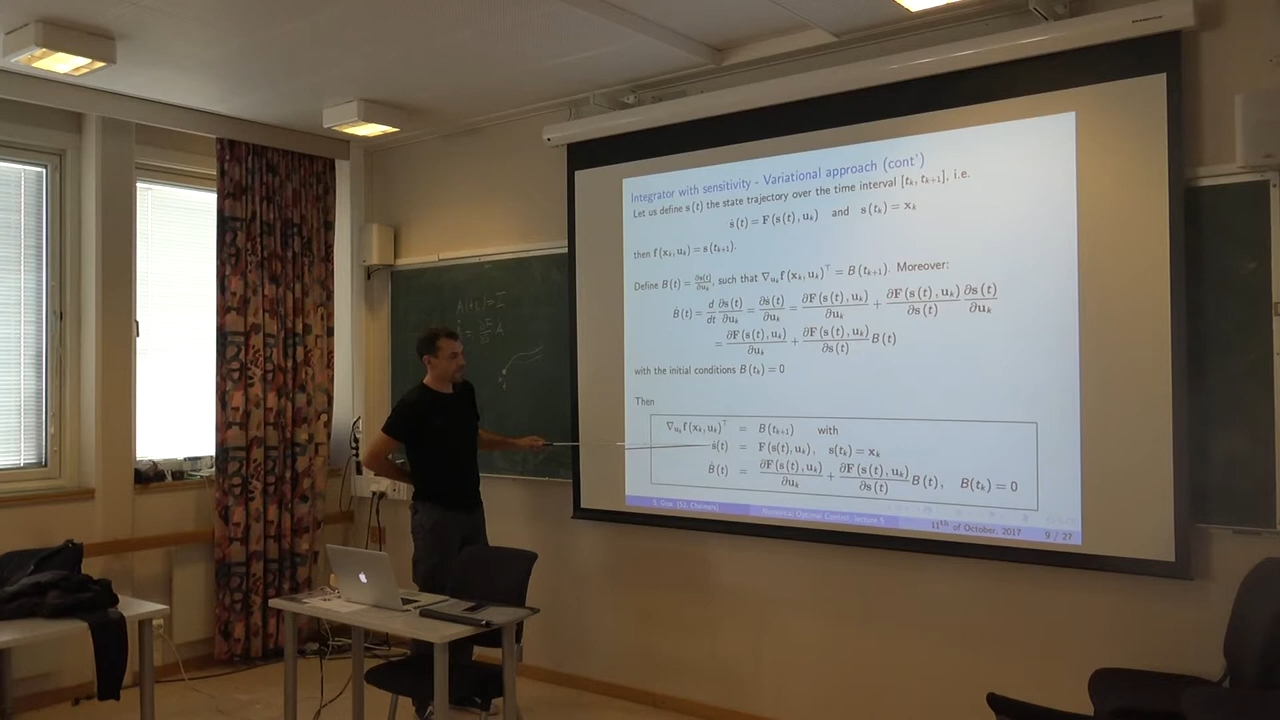 Integrator with sensitivity - Variational approach (cont')
Let us define s(t) the state trajectory over the time interval [t_k, t_{k+1}], i.e.
ṡ(t) = F(s(t), u_k) and s(t_k) = x_k
then f(x_k, u_k) = s(t_{k+1}).
Define B(t) = ∂s(t)/∂u_k, such that ∇_{u_k} f(x_k, u_k)^⊤ = B(t_{k+1}). Moreover:
Ḃ(t) = d/dt ∂s(t)/∂u_k = ∂ṡ(t)/∂u_k = ∂F(s(t), u_k)/∂u_k + ∂F(s(t), u_k)/∂s(t) ∂s(t)/∂u_k
= ∂F(s(t), u_k)/∂u_k + ∂F(s(t), u_k)/∂s(t) B(t)
with the initial conditions B(t_k) = 0
Then
∇_{u_k} f(x_k, u_k)^⊤ = B(t_{k+1}) with
ṡ(t) = F(s(t), u_k), s(t_k) = x_k
Ḃ(t) = ∂F(s(t), u_k)/∂u_k + ∂F(s(t), u_k)/∂s(t) B(t), B(t_k) = 0
S. Gros (S2, Chalmers)
Numerical Optimal Control, lecture 5
11th of October, 2017
9 / 27
A(t_k) = I